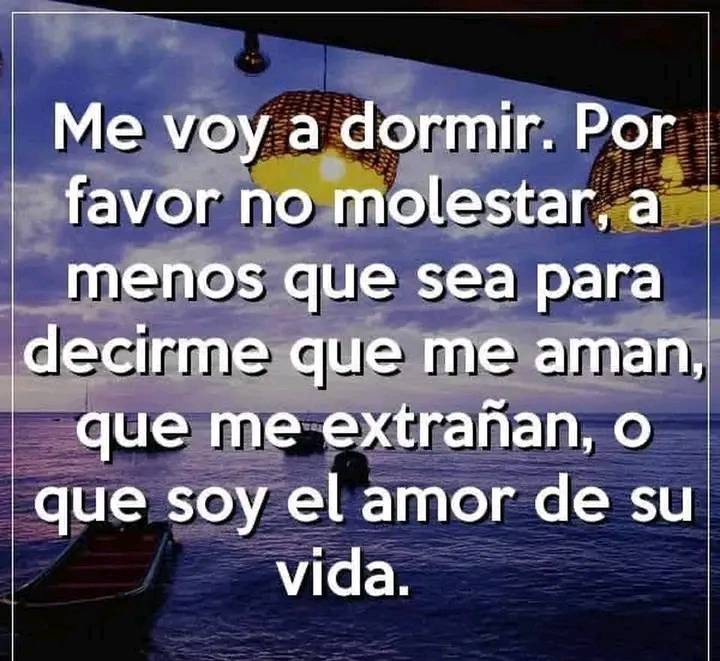 Me voy a dormir. Por
favor no molestar, a
menos que sea para
decirme que me aman,
que me extrañan, o
que soy el amor de su
vida.